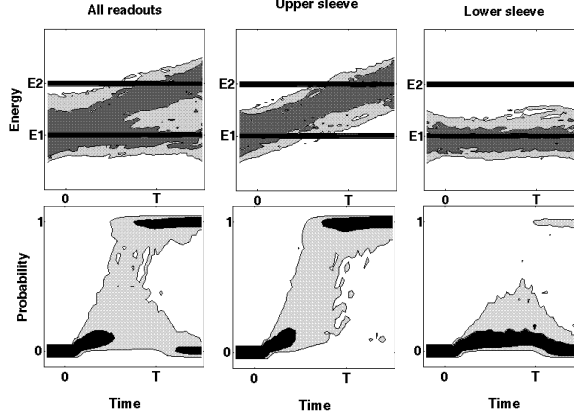 All readouts
Upper sleeve
Lower sleeve
Energy
E2
E1
0
T
E2
E1
0
T
E2
E1
0
T
Probability
1
0
0
T
Time
1
0
0
T
Time
1
0
0
T
Time